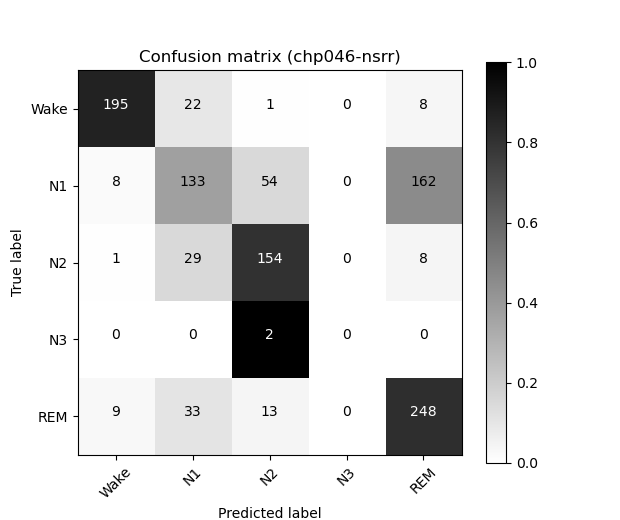 Confusion matrix (chp046-nsrr)
1.0
Wake 195 22 1 0 8
0.8
N1 8 133 54 0 162
0.6
True label
N2 1 29 154 0 8
0.4
N3 0 0 2 0 0
0.2
REM 9 33 13 0 248
0.0
Wake N1 N2 N3 REM
Predicted label